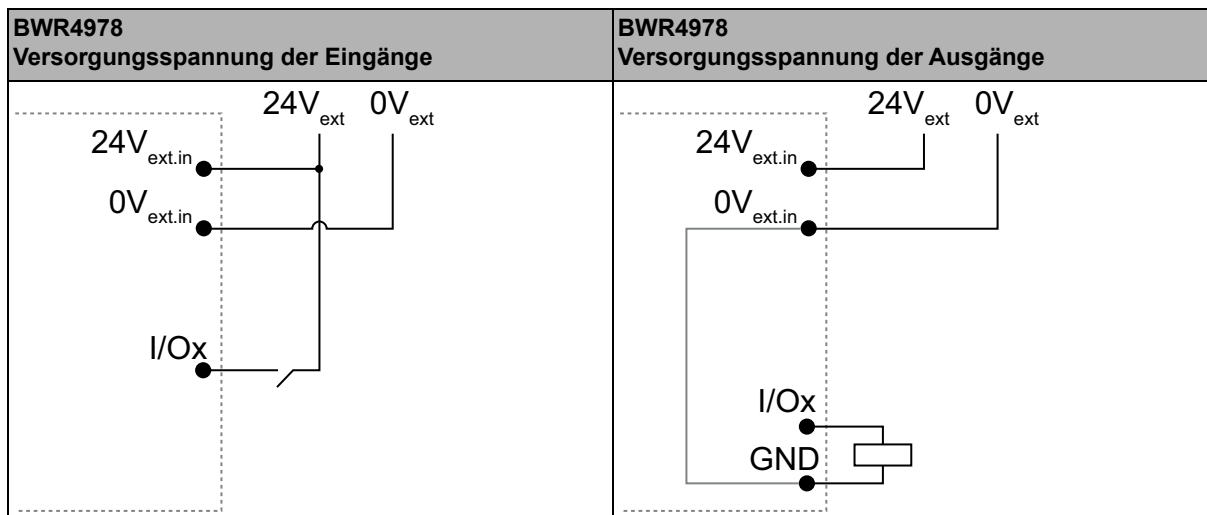 BWR4978
Versorgungsspannung der Eingänge
24Vext 0Vext
24Vext.in
0Vext.in
I/Ox
BWR4978
Versorgungsspannung der Ausgänge
24Vext 0Vext
24Vext.in
0Vext.in
I/Ox
GND